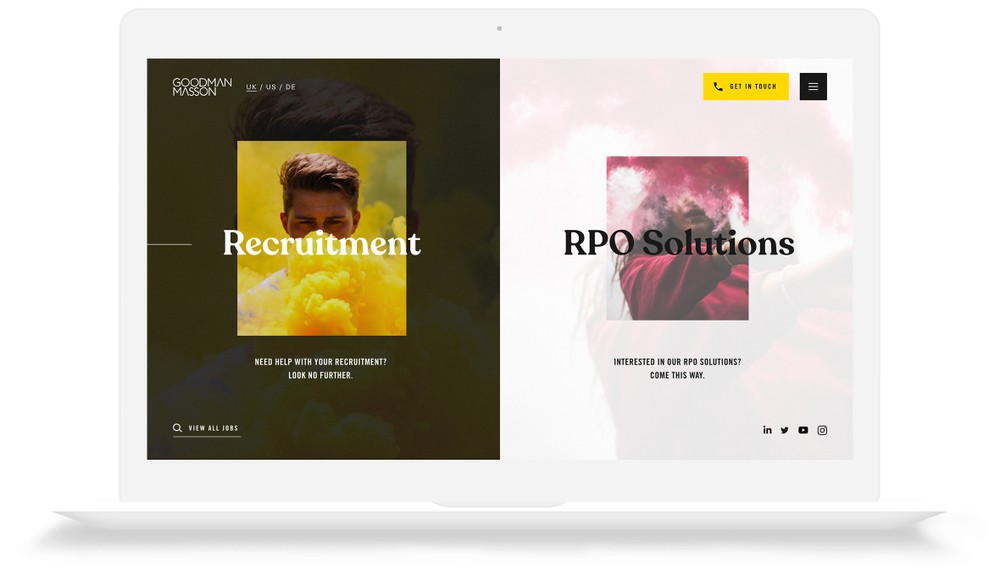 GOODMAN
MASSON
UK / US / DE
GET IN TOUCH
Recruitment
NEED HELP WITH YOUR RECRUITMENT?
LOOK NO FURTHER.
VIEW ALL JOBS
RPO Solutions
INTERESTED IN OUR RPO SOLUTIONS?
COME THIS WAY.
in